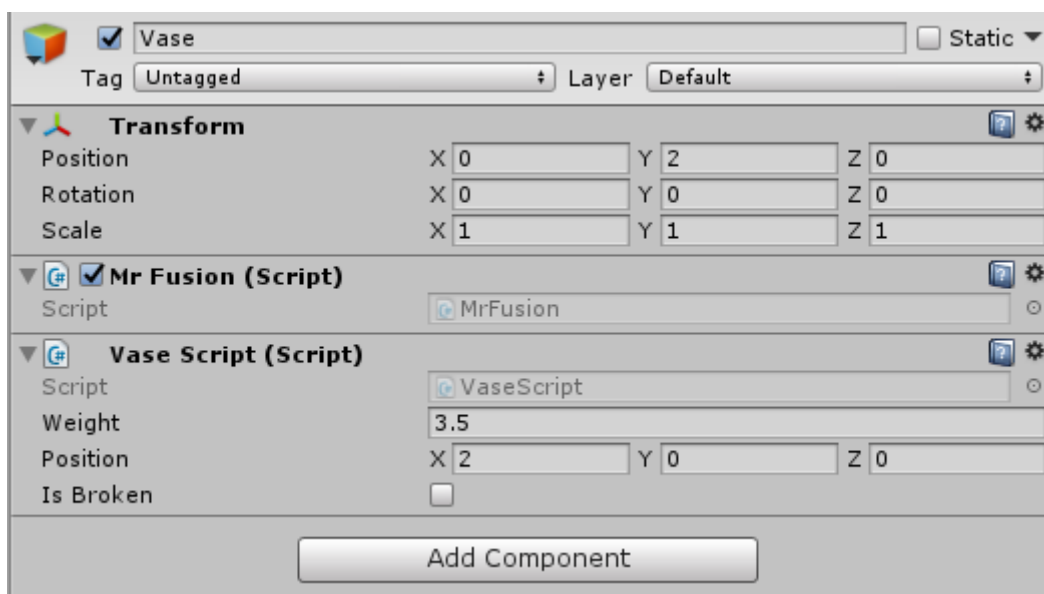 Vase Static
Tag Untagged Layer Default
Transform
Position X 0 Y 2 Z 0
Rotation X 0 Y 0 Z 0
Scale X 1 Y 1 Z 1
Mr Fusion (Script)
Script MrFusion
Vase Script (Script)
Script VaseScript
Weight 3.5
Position X 2 Y 0 Z 0
Is Broken
Add Component